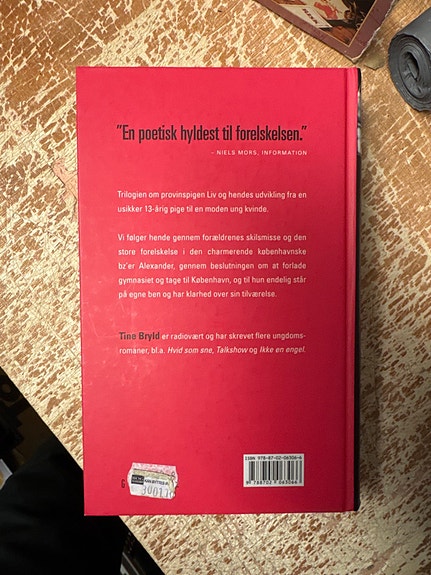 "En poetisk hyldest til forelskelsen."
– NIELS MORS, INFORMATION
Trilogien om provinspigen Liv og hendes udvikling fra en
usikker 13-årig pige til en moden ung kvinde.
Vi følger hende gennem forældrenes skilsmisse og den
store forelskelse i den charmerende københavnske
bz'er Alexander, gennem beslutningen om at forlade
gymnasiet og tage til København, og til hun endelig står
på egne ben og har klarhed over sin tilværelse.
Tine Bryld er radiovært og har skrevet flere ungdoms-
romaner, bl.a. Hvid som sne, Talkshow og Ikke en engel.
ISBN 978-87-02-06306-6
9 788702 063066
G